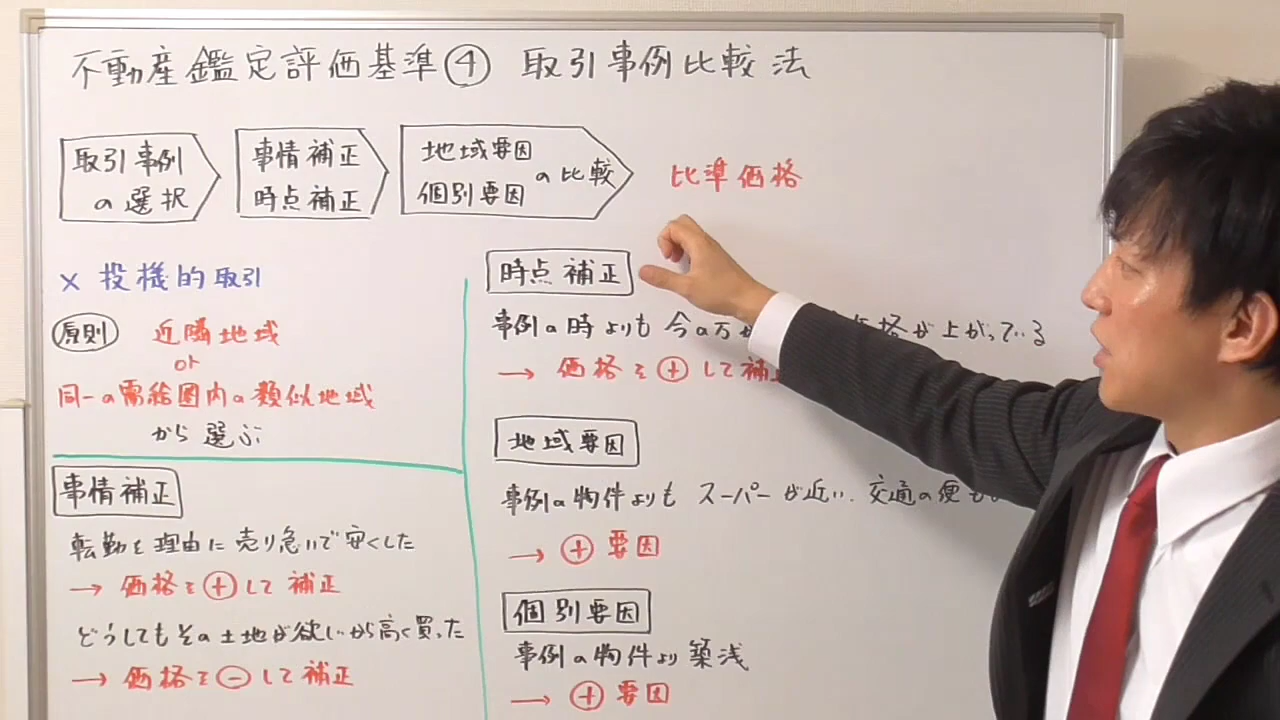 不動産鑑定評価基準④ 取引事例比較法
取引事例
の選択
事情補正
時点補正
地域要因
個別要因
の比較
比準価格
× 投機的取引
原則 近隣地域
or
同一の需給圏内の類似地域
から選ぶ
事情補正
転勤を理由に売り急いで安くした
→ 価格を⊕して補正
どうしてもその土地が欲しいから高く買った
→ 価格を⊖して補正
時点補正
事例の時よりも今の方が 価格が上がっている
→ 価格を⊕して補正
地域要因
事例の物件よりもスーパーが近い、交通の便も
→ ⊕要因
個別要因
事例の物件より築浅
→ ⊕要因